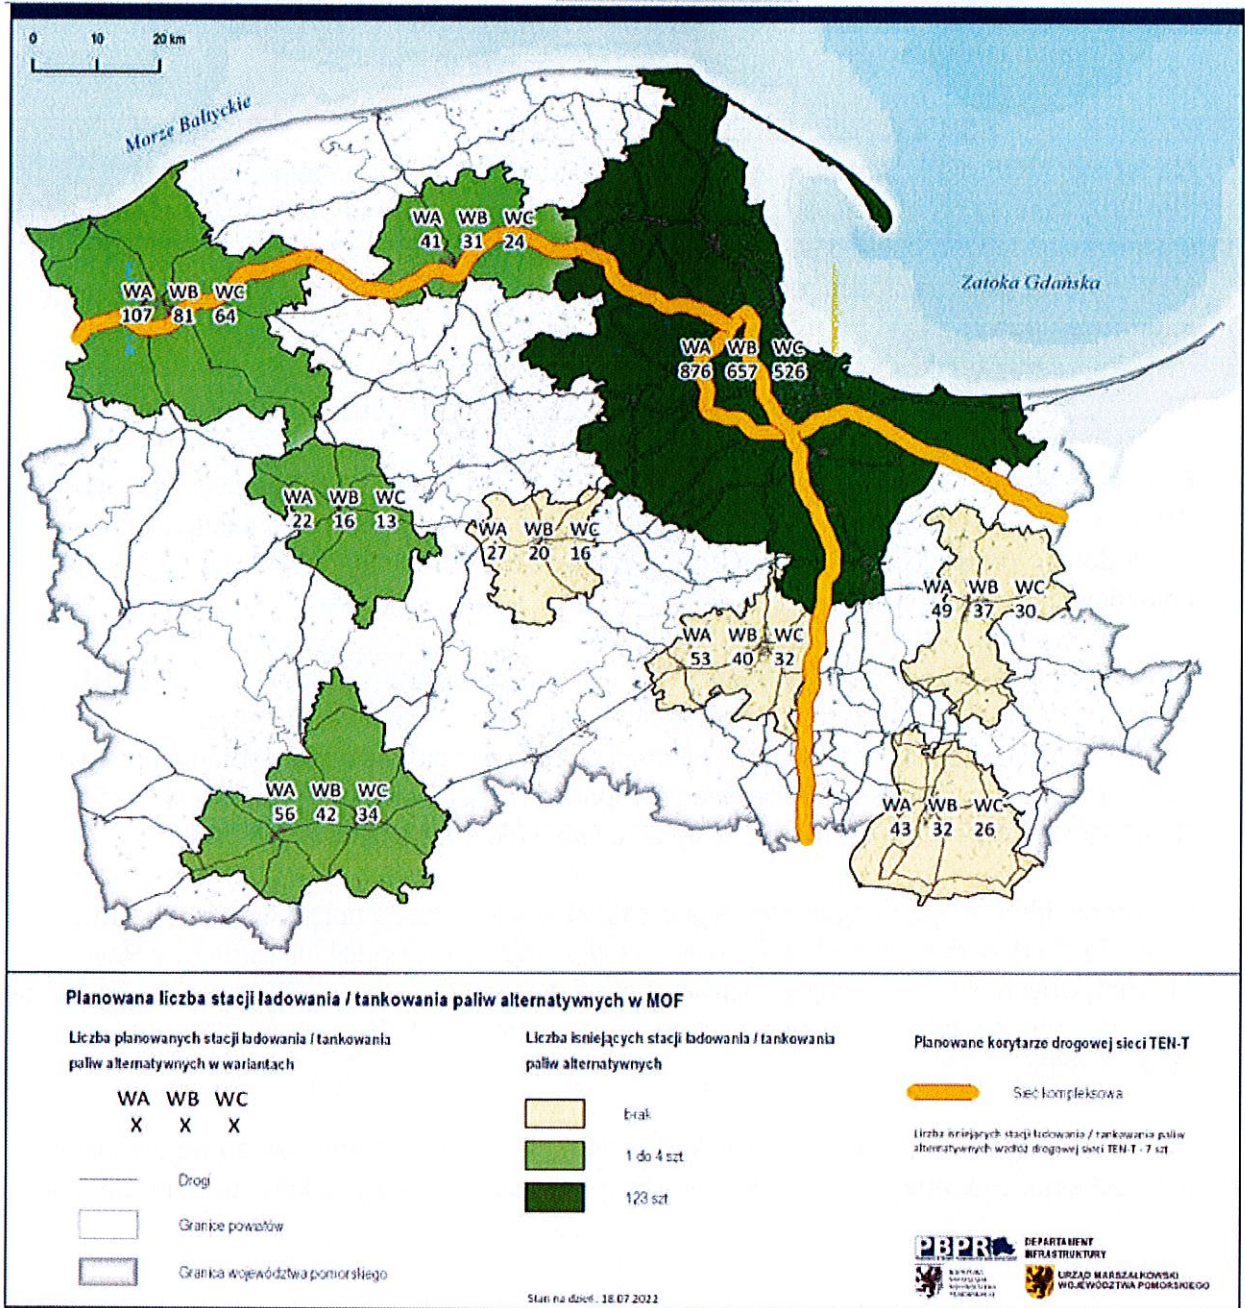 0 10 20 km
Morze Bałtyckie
Zatoka Gdańska
WA WB WC
41 31 24
WA WB WC
107 81 64
WA WB WC
876 657 526
WA WB WC
22 16 13
WA WB WC
27 20 16
WA WB WC
49 37 30
WA WB WC
53 40 32
WA WB WC
56 42 34
WA WB WC
43 32 26
Planowana liczba stacji ładowania / tankowania paliw alternatywnych w MOF
Liczba planowanych stacji ładowania / tankowania
paliw alternatywnych w wariantach
WA WB WC
X X X
Drogi
Granice powiatów
Granica województwa pomorskiego
Liczba isniejących stacji ładowania / tankowania
paliw alternatywnych
brak
1 do 4 szt
123 szt
Stan na dzień: 18.07.2022
Planowane korytarze drogowej sieci TEN-T
Sieć kompleksowa
Liczba isniejących stacji ładowania / tankowania paliw
alternatywnych wzdłóż drogowej sieci TEN-T - 7 szt
PBPR
DEPARTAMENT
INFRASTRUKTURY
URZĄD MARSZAŁKOWSKI
WOJEWÓDZTWA POMORSKIEGO